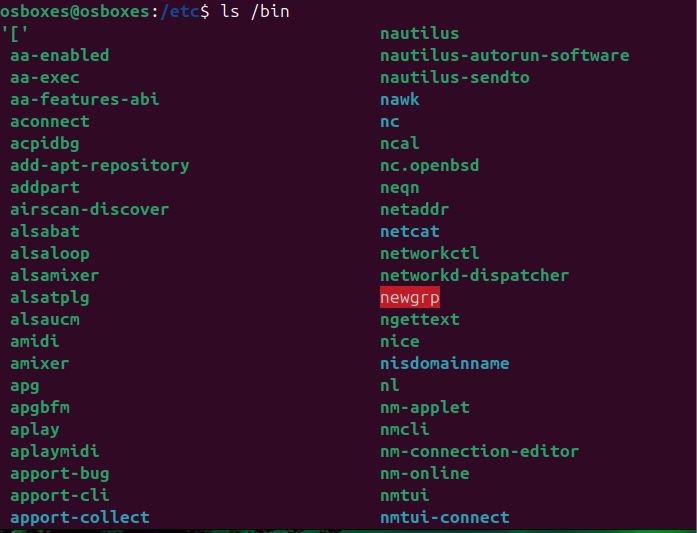 osboxes@osboxes:/etc$ ls /bin
'['                                  nautilus
 aa-enabled                          nautilus-autorun-software
 aa-exec                             nautilus-sendto
 aa-features-abi                     nawk
 aconnect                            nc
 acpidbg                             ncal
 add-apt-repository                  nc.openbsd
 addpart                             neqn
 airscan-discover                    netaddr
 alsabat                             netcat
 alsaloop                            networkctl
 alsamixer                           networkd-dispatcher
 alsatplg                            newgrp
 alsaucm                             ngettext
 amidi                               nice
 amixer                              nisdomainname
 apg                                 nl
 apgbfm                              nm-applet
 aplay                               nmcli
 aplaymidi                           nm-connection-editor
 apport-bug                          nm-online
 apport-cli                          nmtui
 apport-collect                      nmtui-connect